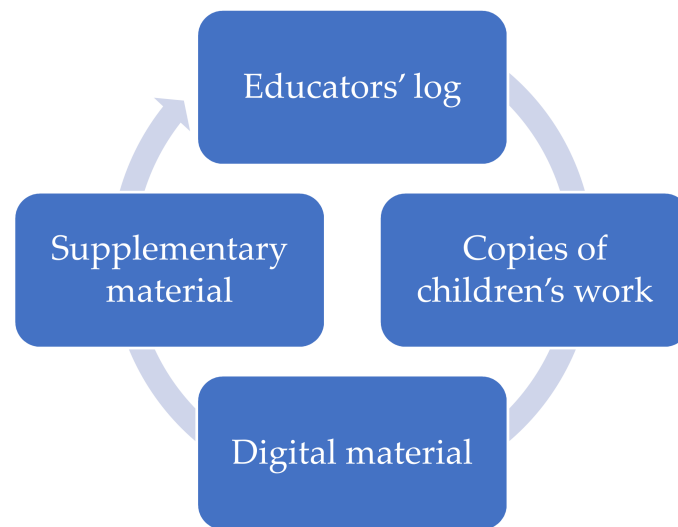 Educators’ log
Supplementary
material
Copies of
children’s work
Digital material